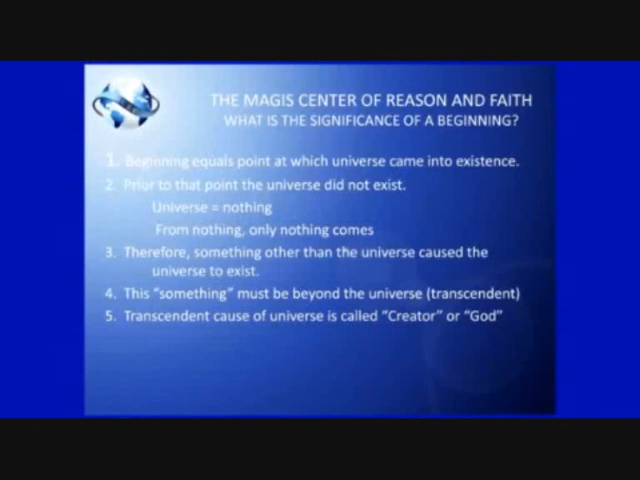 THE MAGIS CENTER OF REASON AND FAITH
WHAT IS THE SIGNIFICANCE OF A BEGINNING?
1. Beginning equals point at which universe came into existence.
2. Prior to that point the universe did not exist.
Universe = nothing
From nothing, only nothing comes
3. Therefore, something other than the universe caused the
universe to exist.
4. This “something” must be beyond the universe (transcendent)
5. Transcendent cause of universe is called “Creator” or “God”